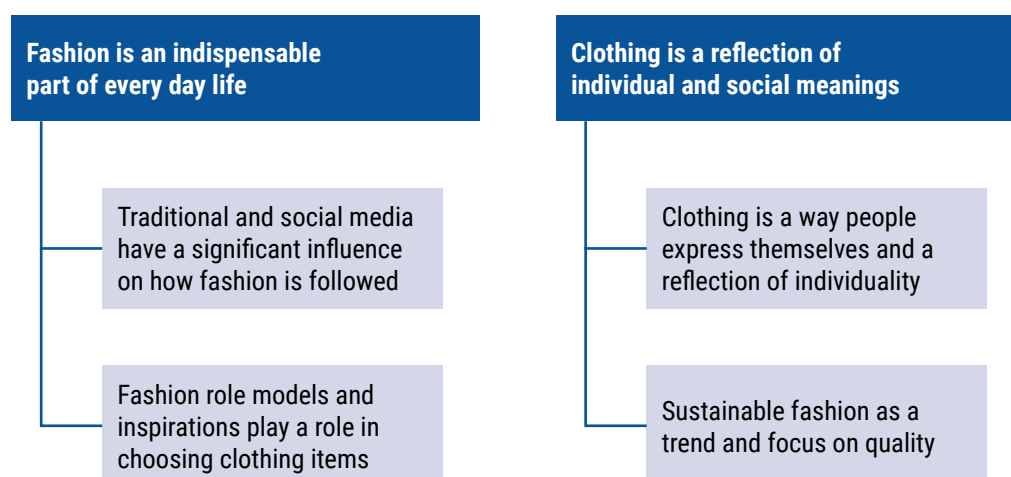 Fashion is an indispensable
part of every day life
Traditional and social media
have a significant influence
on how fashion is followed
Fashion role models and
inspirations play a role in
choosing clothing items
Clothing is a reflection of
individual and social meanings
Clothing is a way people
express themselves and a
reflection of individuality
Sustainable fashion as a
trend and focus on quality